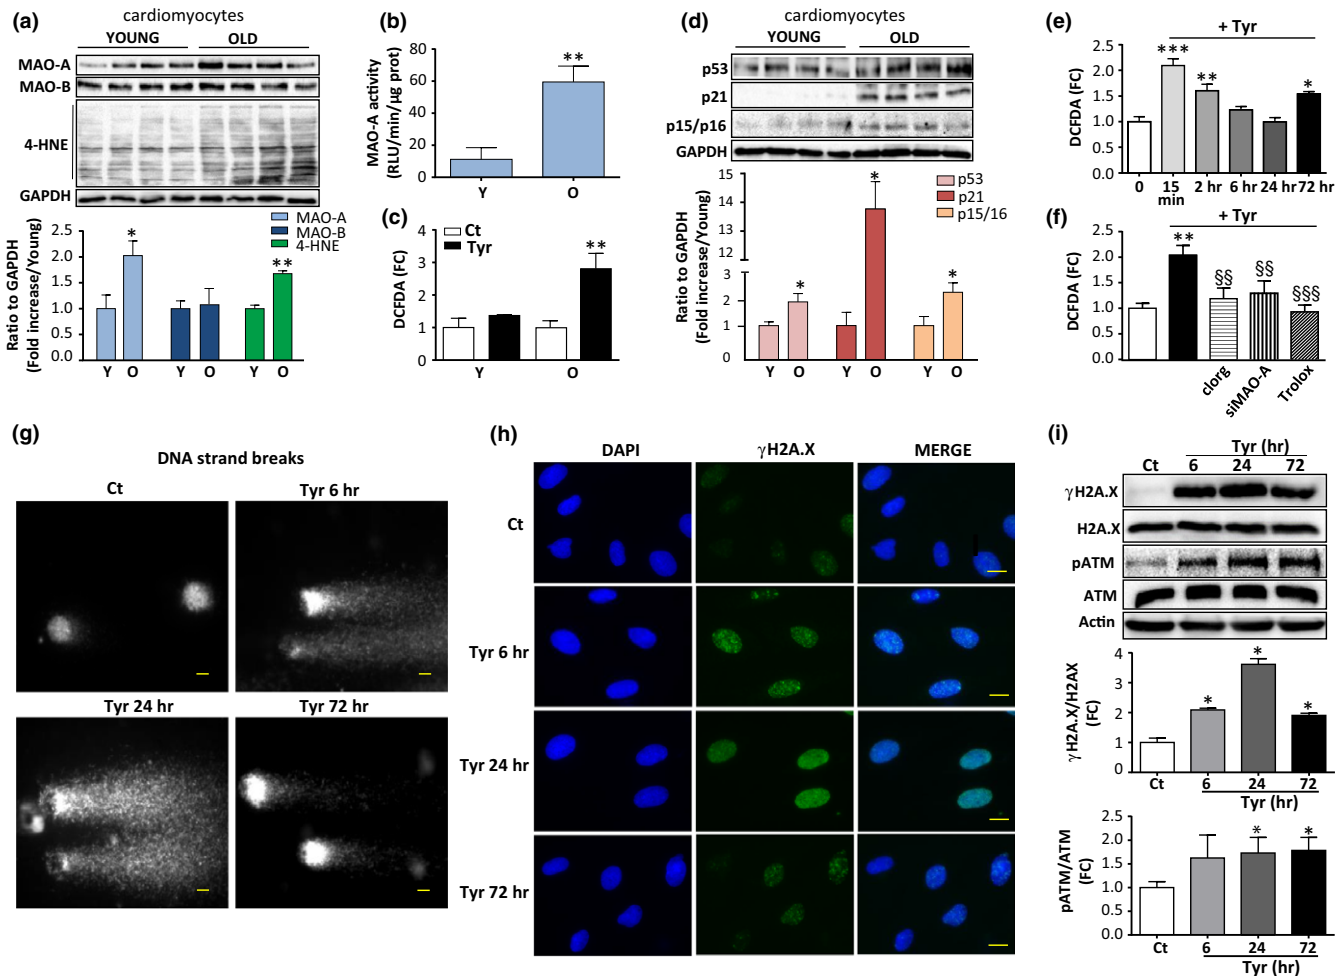 (a)
cardiomyocytes
YOUNG OLD
MAO-A
MAO-B
4-HNE
GAPDH
Ratio to GAPDH
(Fold increase/Young)
2.5
2.0
1.5
1.0
0.5
0.0
MAO-A
MAO-B
4-HNE
*
**
Y O Y O Y O
(b)
MAO-A activity
(RLU/min/µg prot)
80
60
40
20
0
**
Y O
(c)
DCFDA (FC)
4
3
2
1
0
Ct
Tyr
**
Y O
(d)
cardiomyocytes
YOUNG OLD
p53
p21
p15/p16
GAPDH
Ratio to GAPDH
(Fold increase/Young)
15
14
13
12
3
2
1
0
p53
p21
p15/16
*
*
*
Y O Y O Y O
(e)
+ Tyr
DCFDA (FC)
2.5
2.0
1.5
1.0
0.5
0.0
***
**
*
0 15 2 hr 6 hr 24 hr 72 hr
min
(f)
+ Tyr
DCFDA (FC)
2.5
2.0
1.5
1.0
0.5
0.0
**
§§
§§
§§§
clorg
siMAO-A
Trolox
(g)
DNA strand breaks
Ct Tyr 6 hr
Tyr 24 hr Tyr 72 hr
(h)
DAPI γH2A.X MERGE
Ct
Tyr 6 hr
Tyr 24 hr
Tyr 72 hr
(i)
Tyr (hr)
Ct 6 24 72
γH2A.X
H2A.X
pATM
ATM
Actin
γH2A.X/H2AX
(FC)
4
3
2
1
0
*
*
*
Ct 6 24 72
Tyr (hr)
pATM/ATM
(FC)
2.5
2.0
1.5
1.0
0.5
0.0
*
*
Ct 6 24 72
Tyr (hr)